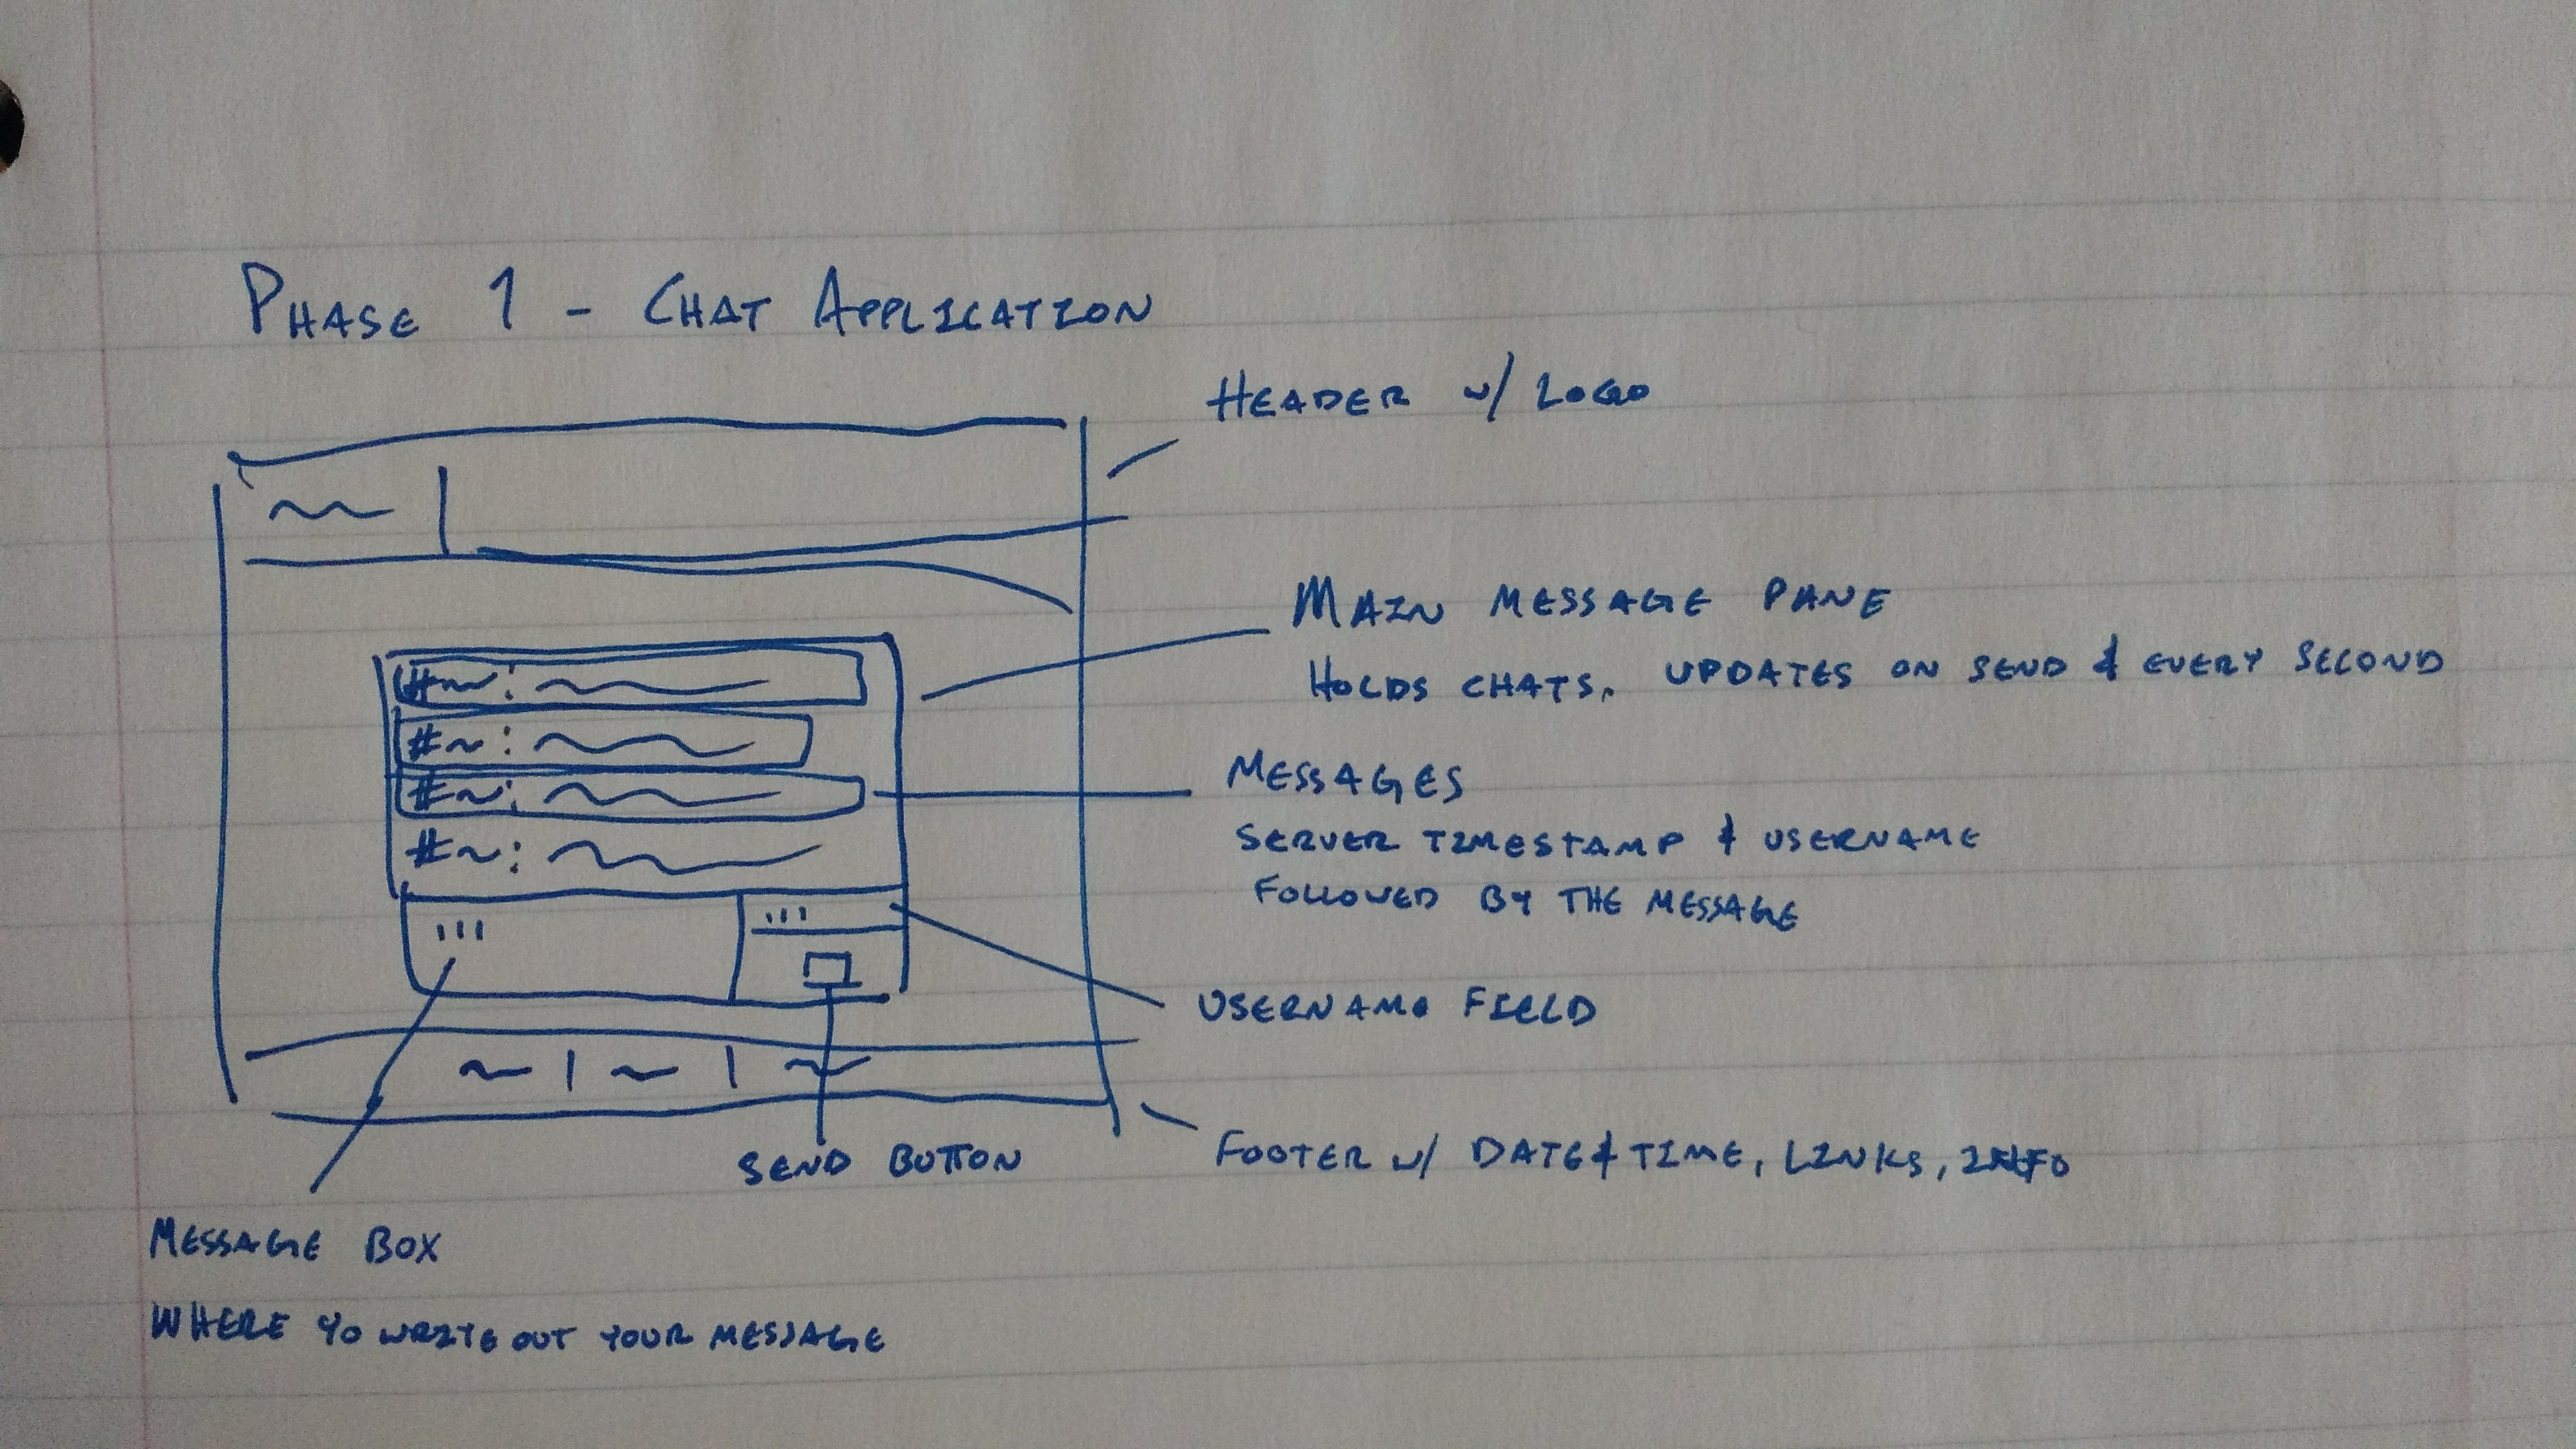 PHASE 1 - CHAT APPLICATION
HEADER w/ LOGO
MAIN MESSAGE PANE
HOLDS CHATS. UPDATES ON SEND & EVERY SECOND
#~: 
#~:
#~:
#~:
MESSAGES
SERVER TIMESTAMP & USERNAME
FOLLOWED BY THE MESSAGE
USERNAME FIELD
SEND BUTTON
FOOTER w/ DATE & TIME, LINKS, INFO
MESSAGE BOX
WHERE YO WRITE OUT YOUR MESSAGE